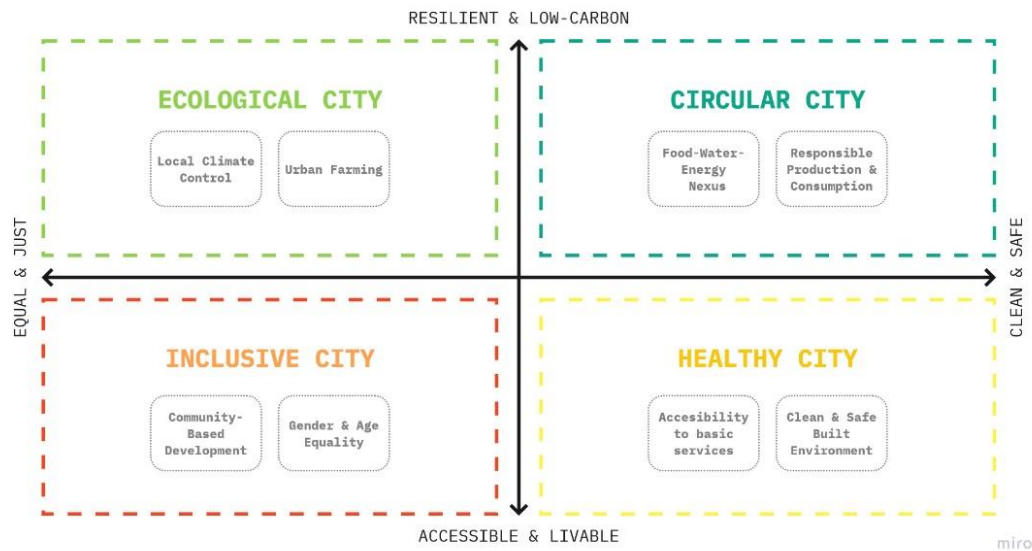 RESILIENT & LOW-CARBON
ECOLOGICAL CITY
Local Climate
Control
Urban Farming
CIRCULAR CITY
Food-Water-
Energy
Nexus
Responsible
Production &
Consumption
EQUAL & JUST
CLEAN & SAFE
INCLUSIVE CITY
Community-
Based
Development
Gender & Age
Equality
HEALTHY CITY
Accesibility
to basic
services
Clean & Safe
Built
Environment
ACCESSIBLE & LIVABLE
miro